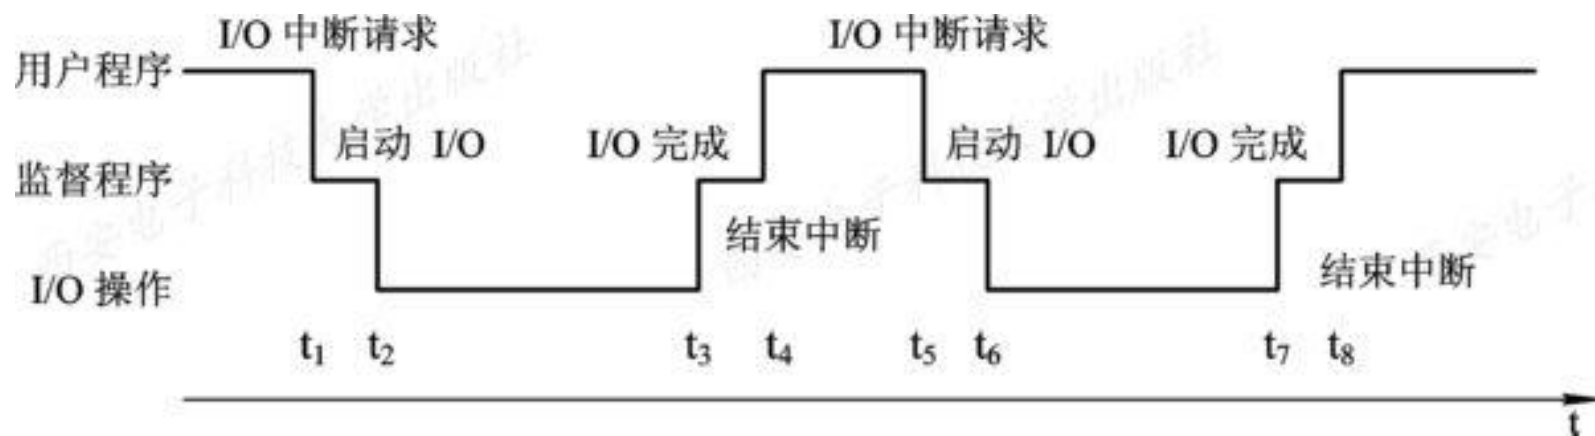 I/O 中断请求 I/O 中断请求
用户程序
启动 I/O I/O 完成 启动 I/O I/O 完成
监督程序
结束中断
结束中断
I/O 操作
t1 t2 t3 t4 t5 t6 t7 t8
t